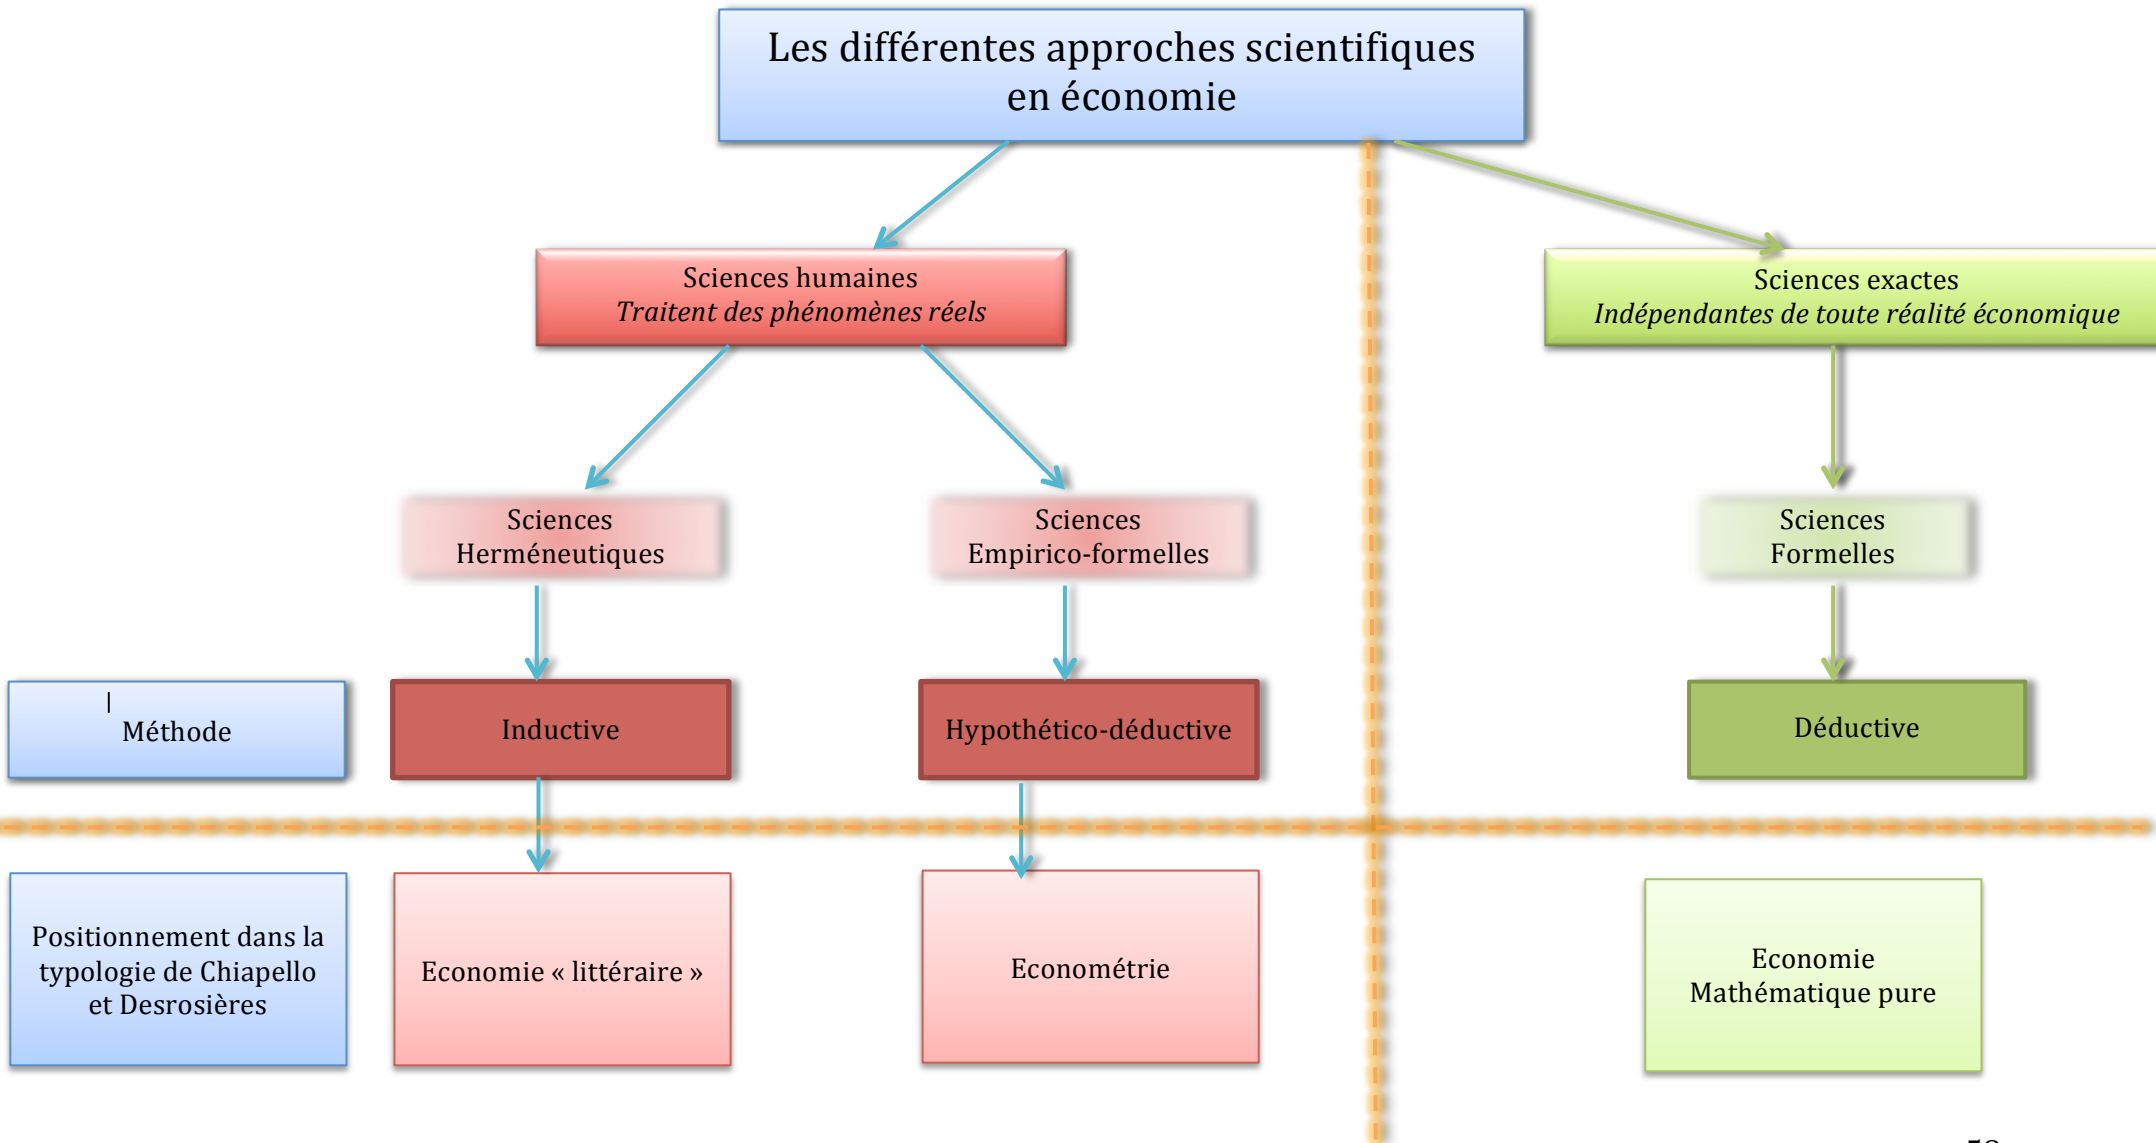 Les différentes approches scientifiques
en économie
Sciences humaines
Traitent des phénomènes réels
Sciences exactes
Indépendantes de toute réalité économique
Sciences
Herméneutiques
Sciences
Empirico-formelles
Sciences
Formelles
Méthode
Inductive
Hypothético-déductive
Déductive
Positionnement dans la
typologie de Chiapello
et Desrosières
Economie « littéraire »
Econométrie
Economie
Mathématique pure